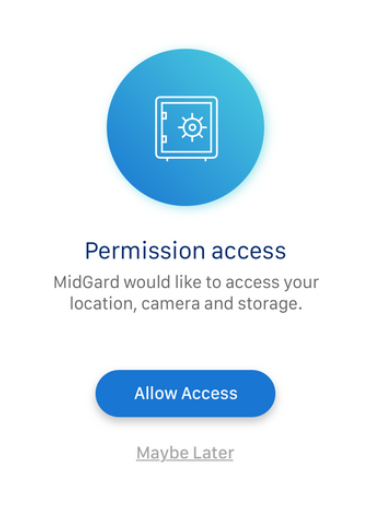 Permission access
MidGard would like to access your
location, camera and storage.
Allow Access
Maybe Later